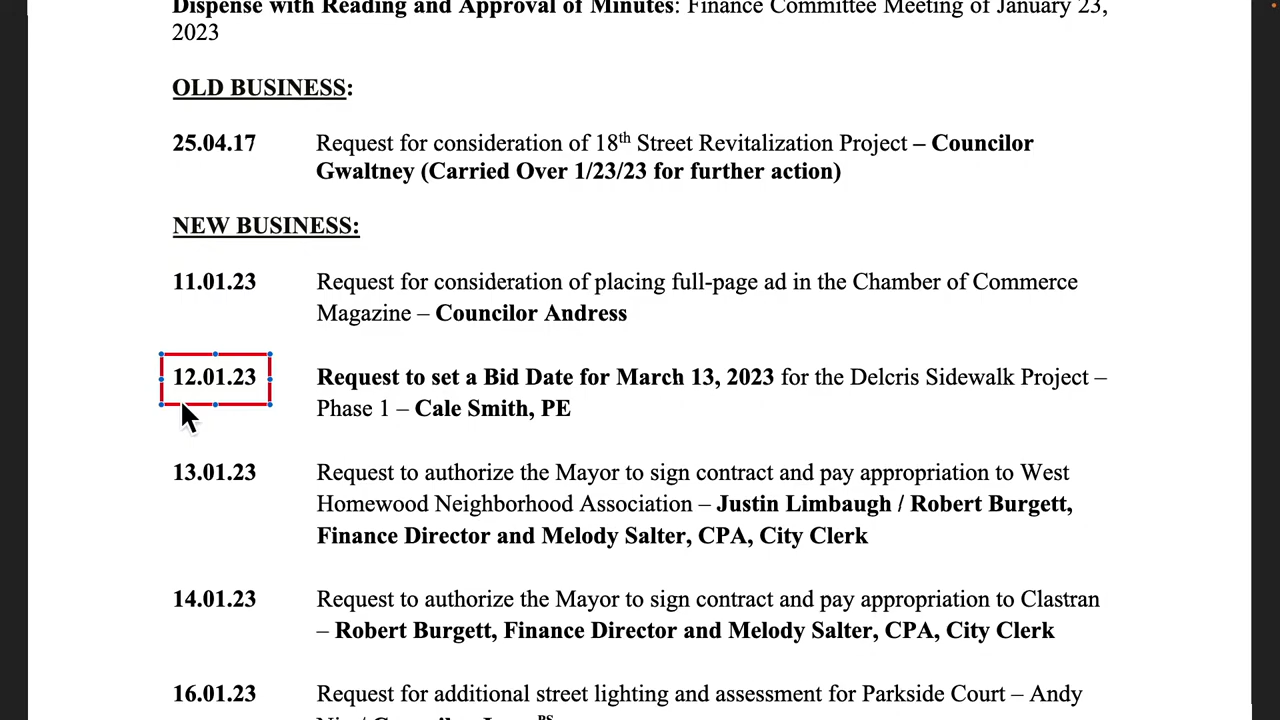 Dispense with Reading and Approval of Minutes: Finance Committee Meeting of January 23,
2023
OLD BUSINESS:
25.04.17 Request for consideration of 18th Street Revitalization Project – Councilor
Gwaltney (Carried Over 1/23/23 for further action)
NEW BUSINESS:
11.01.23 Request for consideration of placing full-page ad in the Chamber of Commerce
Magazine – Councilor Andress
12.01.23 Request to set a Bid Date for March 13, 2023 for the Delcris Sidewalk Project –
Phase 1 – Cale Smith, PE
13.01.23 Request to authorize the Mayor to sign contract and pay appropriation to West
Homewood Neighborhood Association – Justin Limbaugh / Robert Burgett,
Finance Director and Melody Salter, CPA, City Clerk
14.01.23 Request to authorize the Mayor to sign contract and pay appropriation to Clastran
– Robert Burgett, Finance Director and Melody Salter, CPA, City Clerk
16.01.23 Request for additional street lighting and assessment for Parkside Court – Andy